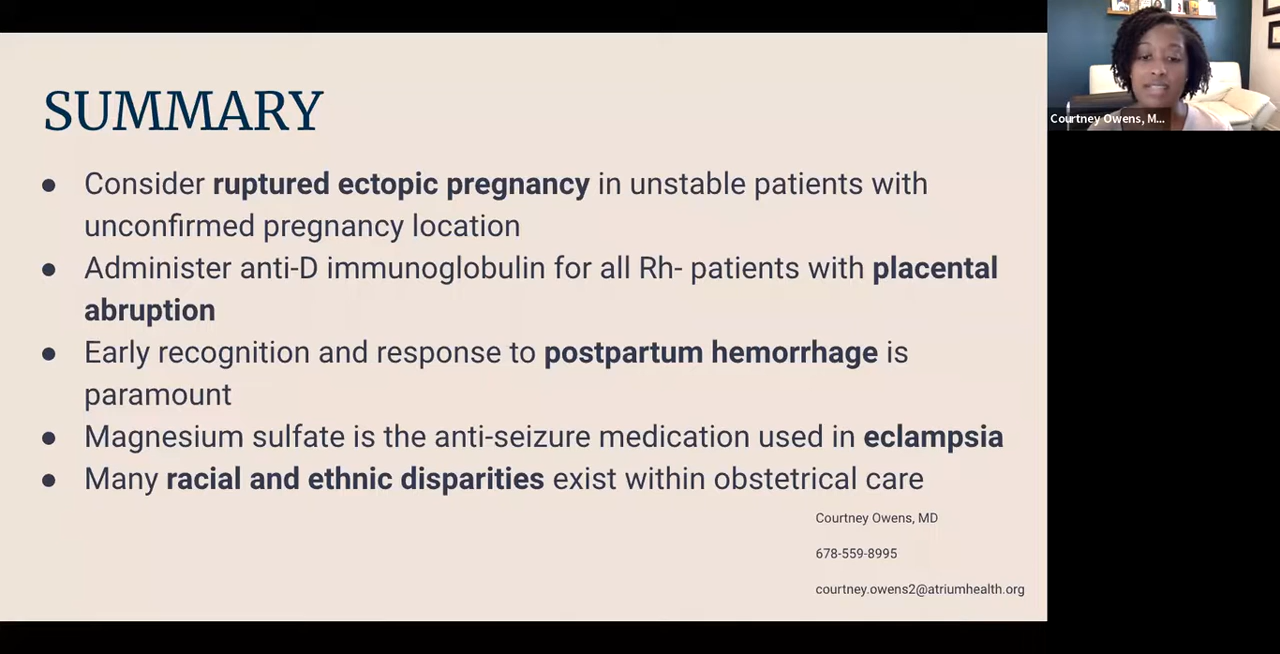 SUMMARY
● Consider ruptured ectopic pregnancy in unstable patients with
unconfirmed pregnancy location
● Administer anti-D immunoglobulin for all Rh- patients with placental
abruption
● Early recognition and response to postpartum hemorrhage is
paramount
● Magnesium sulfate is the anti-seizure medication used in eclampsia
● Many racial and ethnic disparities exist within obstetrical care
Courtney Owens, MD
678-559-8995
courtney.owens2@atriumhealth.org
Courtney Owens, M...